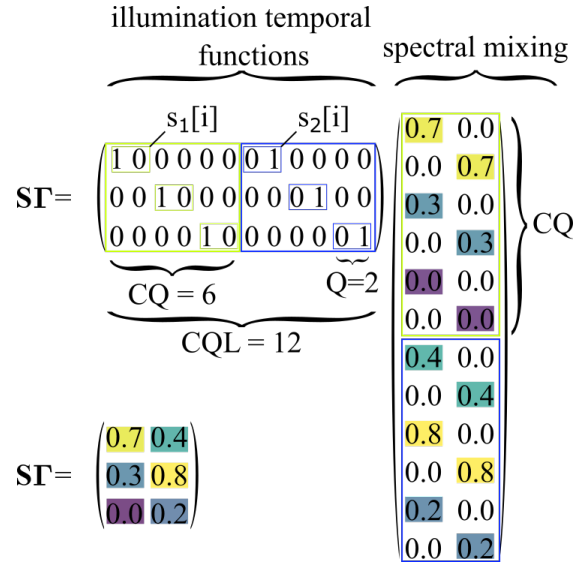 illumination temporal
functions
spectral mixing
s₁[i] s₂[i]
SΓ=
1 0 0 0 0 0 0 1 0 0 0 0
0 0 1 0 0 0 0 0 0 1 0 0
0 0 0 0 1 0 0 0 0 0 0 1
CQ = 6
Q=2
CQL = 12
0.7 0.0
0.0 0.7
0.3 0.0
0.0 0.3
0.0 0.0
0.0 0.0
CQ
0.4 0.0
0.0 0.4
0.8 0.0
0.0 0.8
0.2 0.0
0.0 0.2
SΓ=
0.7 0.4
0.3 0.8
0.0 0.2